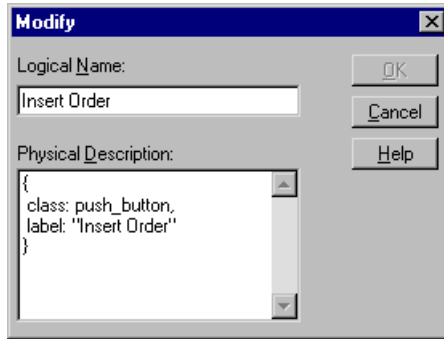 Modify
Logical Name:
Insert Order
Physical Description:
{
class: push_button,
label: "Insert Order"
}
OK
Cancel
Help